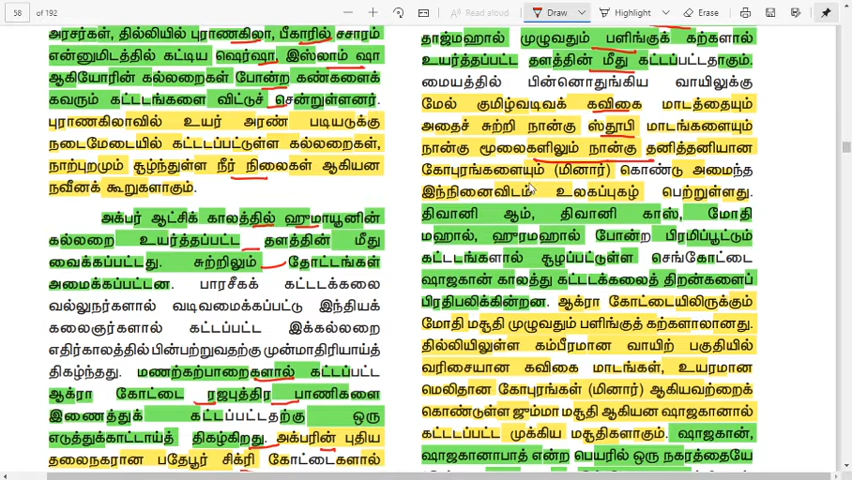 58 of 192
Read aloud
Draw
Highlight
Erase
அரசர்கள், தில்லியில் புராணகிலா, பீகாரில் சசாரம்
என்னுமிடத்தில் கட்டிய ஷெர்ஷா, இஸ்லாம் ஷா
ஆகியோரின் கல்லறைகள் போன்ற கண்களைக்
கவரும் கட்டடங்களை விட்டுச் சென்றுள்ளனர்.
புராணகிலாவில் உயர் அரண் படியடுக்கு
நடைமேடையில் கட்டப்பட்டுள்ள கல்லறைகள்,
நாற்புறமும் சூழ்ந்துள்ள நீர் நிலைகள் ஆகியன
நவீனக் கூறுகளாகும்.
அக்பர் ஆட்சிக் காலத்தில் ஹுமாயூனின்
கல்லறை உயர்த்தப்பட்ட தளத்தின் மீது
வைக்கப்பட்டது. சுற்றிலும் தோட்டங்கள்
அமைக்கப்பட்டன. பாரசீகக் கட்டடக்கலை
வல்லுநர்களால் வடிவமைக்கப்பட்டு இந்தியக்
கலைஞர்களால் கட்டப்பட்ட இக்கல்லறை
எதிர்காலத்தில் பின்பற்றுவதற்கு முன்மாதிரியாய்த்
திகழ்ந்தது. மணற்கற்பாறைகளால் கட்டப்பட்ட
ஆக்ரா கோட்டை ரஜபுத்திர பாணிகளை
இணைத்துக் கட்டப்பட்டதற்கு ஒரு
எடுத்துக்காட்டாய்த் திகழ்கிறது. அக்பரின் புதிய
தலைநகரான பதேபூர் சிக்ரி கோட்டைகளால்
தாஜ்மஹால் முழுவதும் பளிங்குக் கற்களால்
உயர்த்தப்பட்ட தளத்தின் மீது கட்டப்பட்டதாகும்.
மையத்தில் பின்னொதுங்கிய வாயிலுக்கு
மேல் குமிழ்வடிவக் கவிகை மாடத்தையும்
அதைச் சுற்றி நான்கு ஸ்தூபி மாடங்களையும்
நான்கு மூலைகளிலும் நான்கு தனித்தனியான
கோபுரங்களையும் (மினார்) கொண்டு அமைந்த
இந்நினைவிடம் உலகப்புகழ் பெற்றுள்ளது.
திவானி ஆம், திவானி காஸ், மோதி
மஹால், ஹுரமஹால் போன்ற பிரமிப்பூட்டும்
கட்டடங்களால் சூழப்பட்டுள்ள செங்கோட்டை
ஷாஜகான் காலத்து கட்டடக்கலைத் திறன்களைப்
பிரதிபலிக்கின்றன. ஆக்ரா கோட்டையிலிருக்கும்
மோதி மசூதி முழுவதும் பளிங்குத் கற்களாலானது.
தில்லியிலுள்ள கம்பீரமான வாயிற் பகுதியில்
வரிசையான கவிகை மாடங்கள், உயரமான
மெலிதான கோபுரங்கள் (மினார்) ஆகியவற்றைக்
கொண்டுள்ள ஜும்மா மசூதி ஆகியன ஷாஜகானால்
கட்டடப்பட்ட முக்கிய மசூதிகளாகும். ஷாஜகான்,
ஷாஜகானாபாத் என்ற பெயரில் ஒரு நகரத்தையே